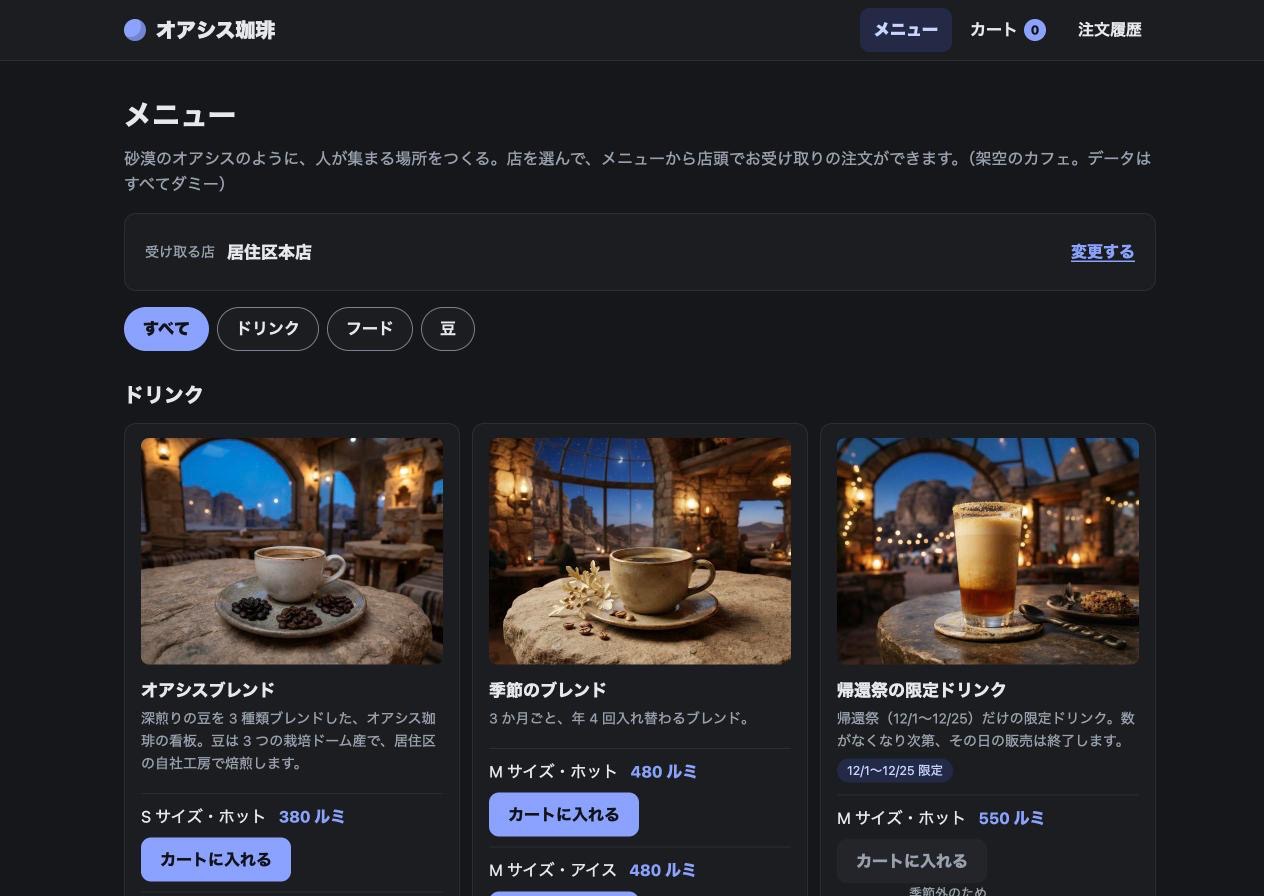 オアシス珈琲
メニュー
カート 0
注文履歴
メニュー
砂漠のオアシスのように、人が集まる場所をつくる。店を選んで、メニューから店頭でお受け取りの注文ができます。（架空のカフェ。データは
すべてダミー）
受け取る店 居住区本店
変更する
すべて
ドリンク
フード
豆
ドリンク
オアシスブレンド
深煎りの豆を 3 種類ブレンドした、オアシス珈
琲の看板。豆は 3 つの栽培ドーム産で、居住区
の自社工房で焙煎します。
S サイズ・ホット 380 ルミ
カートに入れる
季節のブレンド
3 か月ごと、年 4 回入れ替わるブレンド。
M サイズ・ホット 480 ルミ
カートに入れる
M サイズ・アイス 480 ルミ
帰還祭の限定ドリンク
帰還祭（12/1〜12/25）だけの限定ドリンク。数
がなくなり次第、その日の販売は終了します。
12/1〜12/25 限定
M サイズ・ホット 550 ルミ
カートに入れる
季節外のため